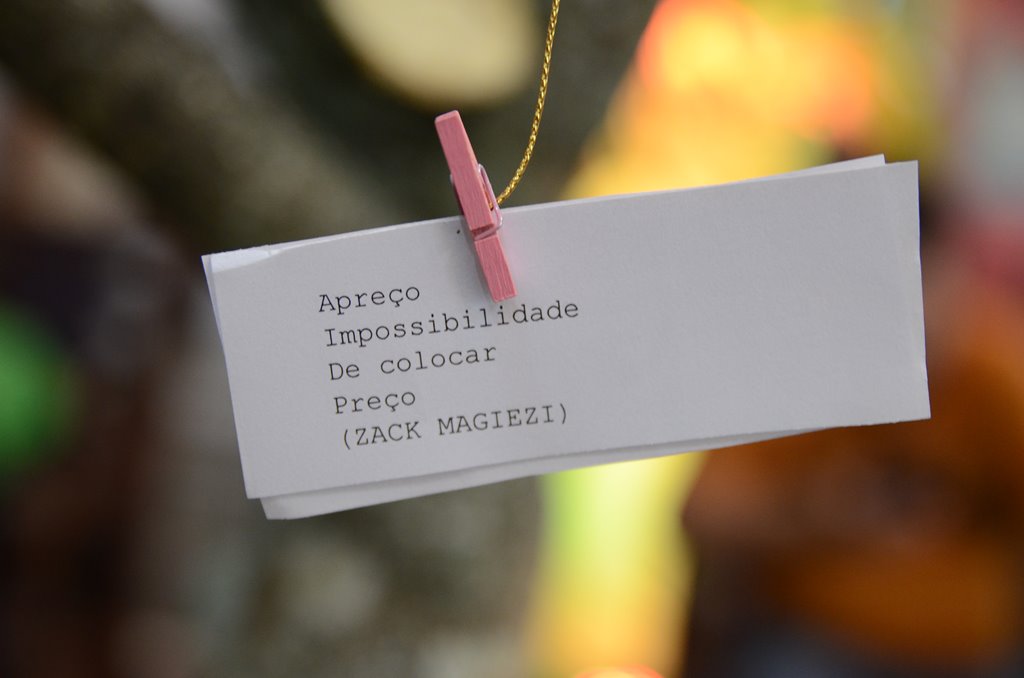 Apreço
Impossibilidade
De colocar
Preço
(ZACK MAGIEZI)